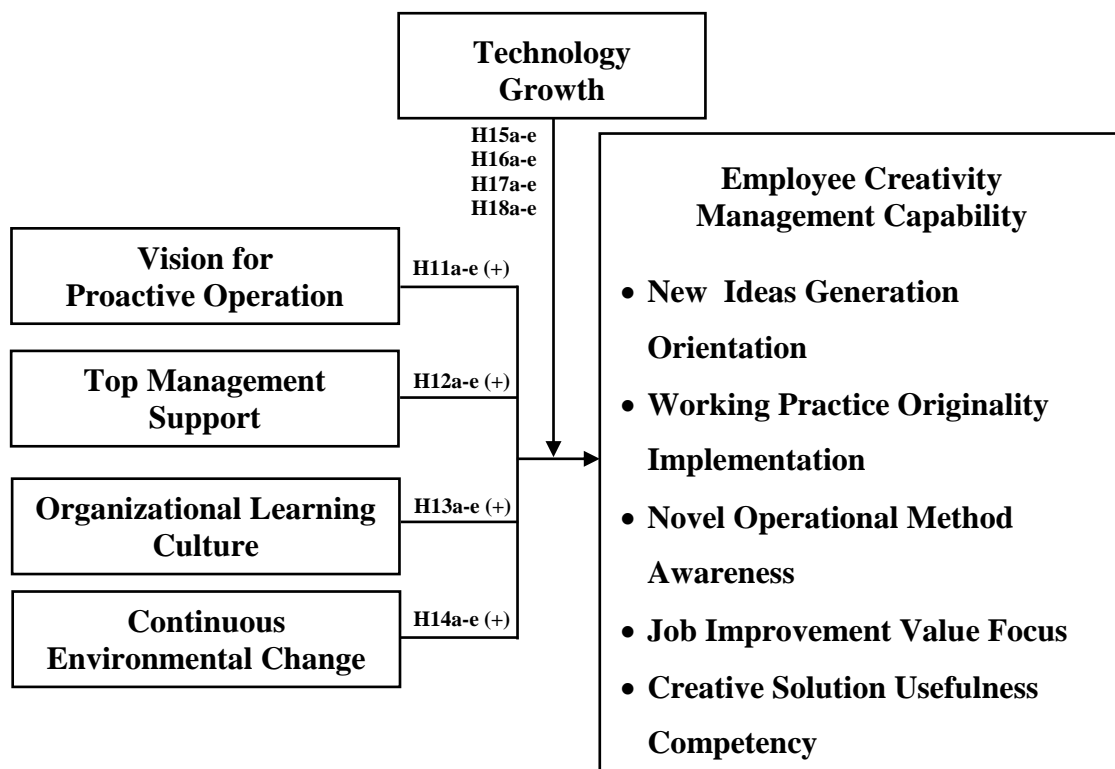 Technology
Growth
H15a-e
H16a-e
H17a-e
H18a-e
Employee Creativity
Management Capability
Vision for
Proactive Operation
H11a-e (+)
• New Ideas Generation
Orientation
Top Management
Support
H12a-e (+)
• Working Practice Originality
Implementation
Organizational Learning
Culture
H13a-e (+)
• Novel Operational Method
Awareness
Continuous
Environmental Change
H14a-e (+)
• Job Improvement Value Focus
• Creative Solution Usefulness
Competency